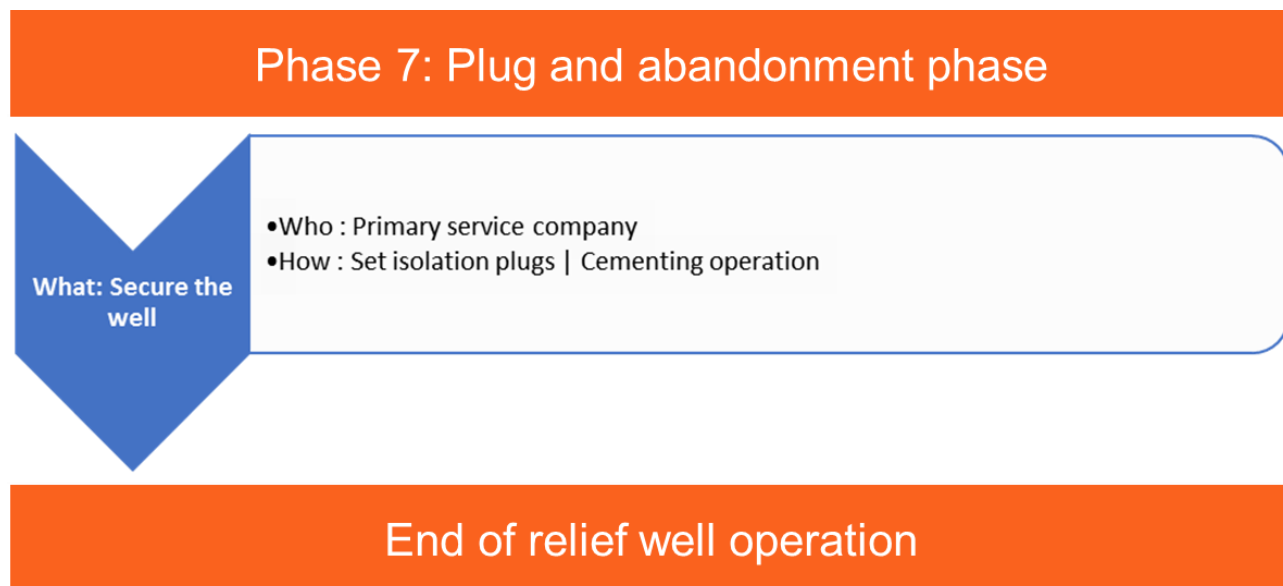 Phase 7: Plug and abandonment phase
What: Secure the
well
•Who : Primary service company
•How : Set isolation plugs | Cementing operation
End of relief well operation